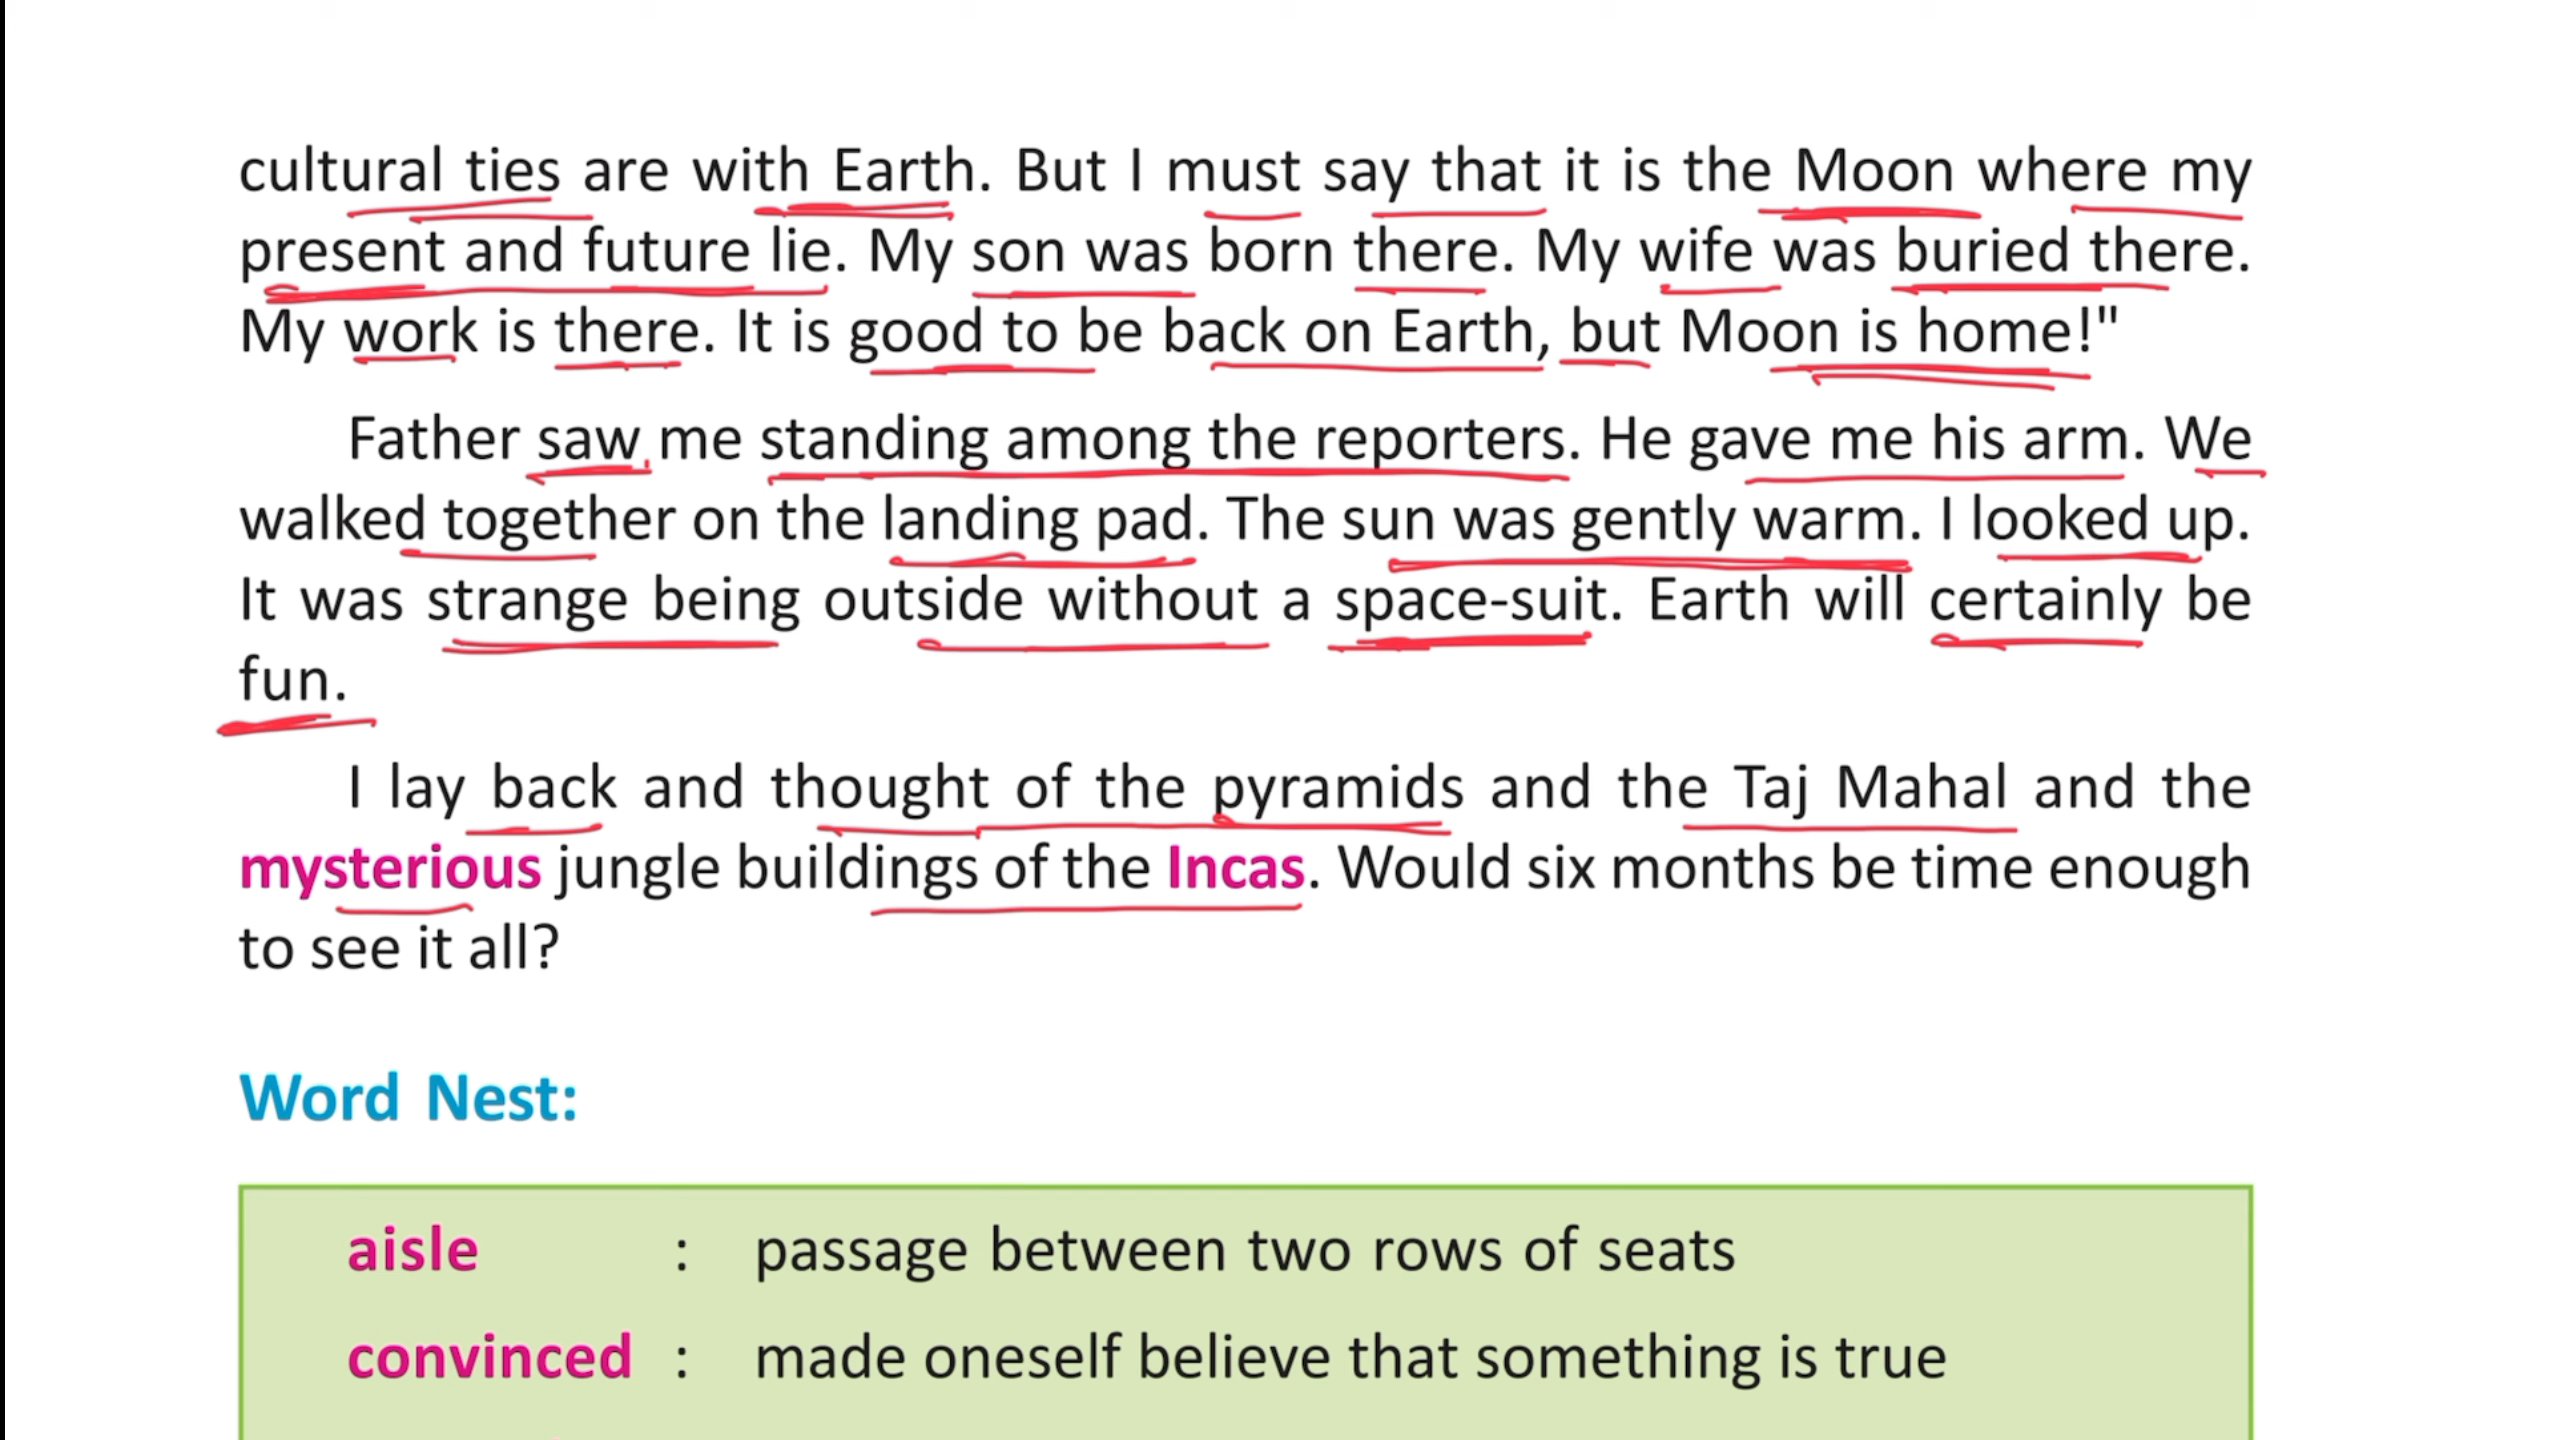 cultural ties are with Earth. But I must say that it is the Moon where my
present and future lie. My son was born there. My wife was buried there.
My work is there. It is good to be back on Earth, but Moon is home!"
Father saw me standing among the reporters. He gave me his arm. We
walked together on the landing pad. The sun was gently warm. I looked up.
It was strange being outside without a space-suit. Earth will certainly be
fun.
I lay back and thought of the pyramids and the Taj Mahal and the
mysterious jungle buildings of the Incas. Would six months be time enough
to see it all?
Word Nest:
aisle : passage between two rows of seats
convinced : made oneself believe that something is true